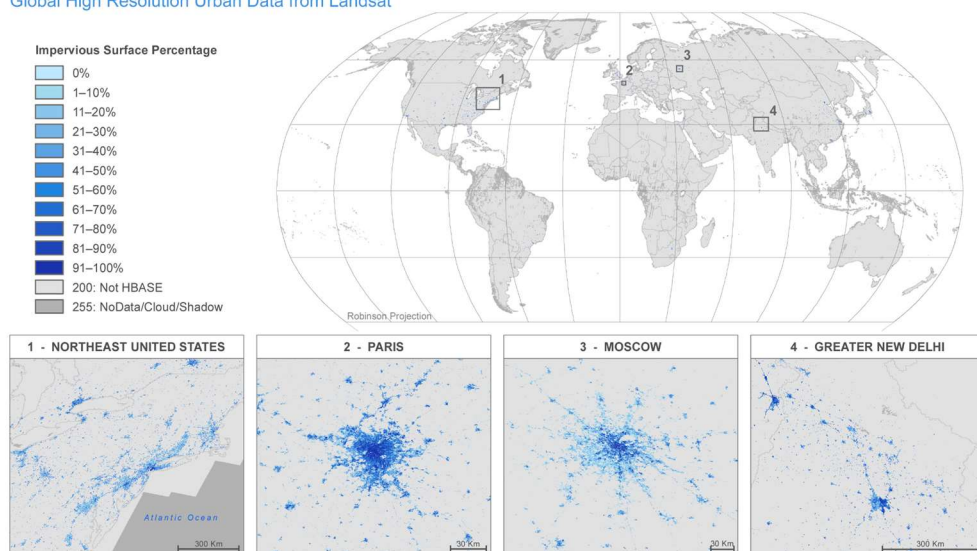 Global High Resolution Urban Data from Landsat
Impervious Surface Percentage
0%
1–10%
11–20%
21–30%
31–40%
41–50%
51–60%
61–70%
71–80%
81–90%
91–100%
200: Not HBASE
255: NoData/Cloud/Shadow
1
2
3
4
Robinson Projection
1 - NORTHEAST UNITED STATES
2 - PARIS
3 - MOSCOW
4 - GREATER NEW DELHI
Atlantic Ocean
300 Km
30 Km
30 Km
300 Km